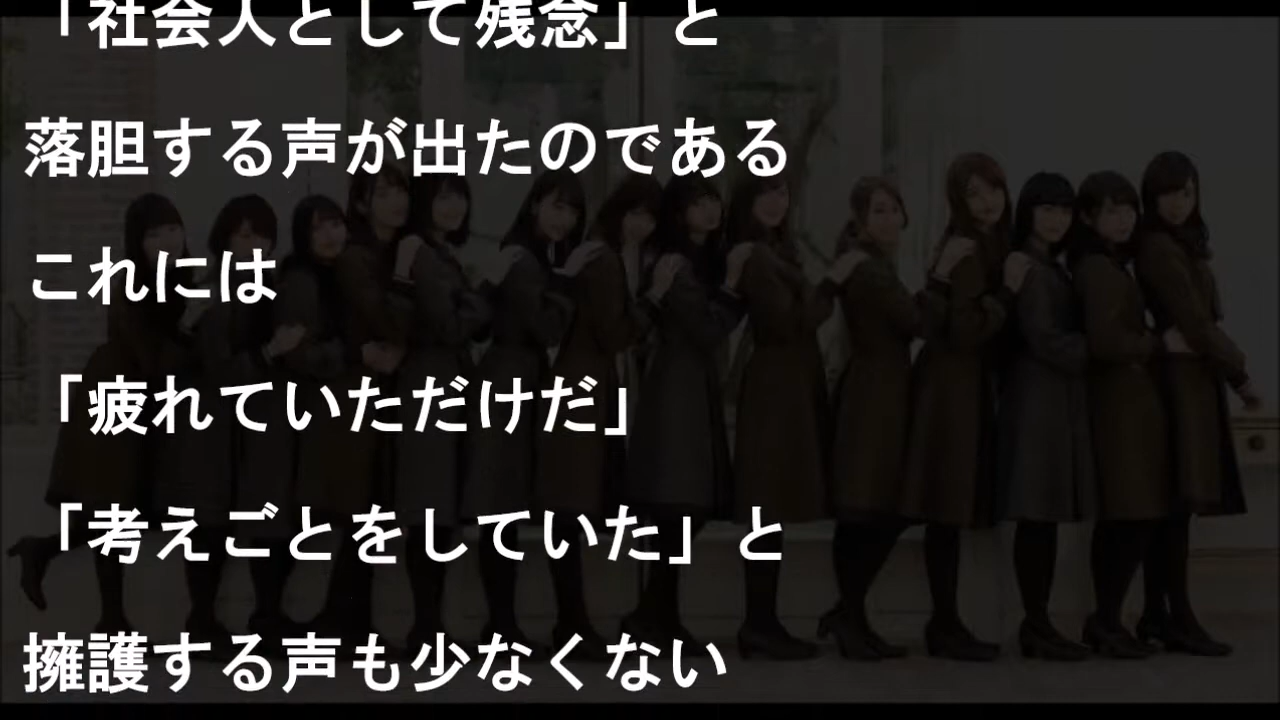 「社会人として残念」と
落胆する声が出たのである
これには
「疲れていただけだ」
「考えごとをしていた」と
擁護する声も少なくない